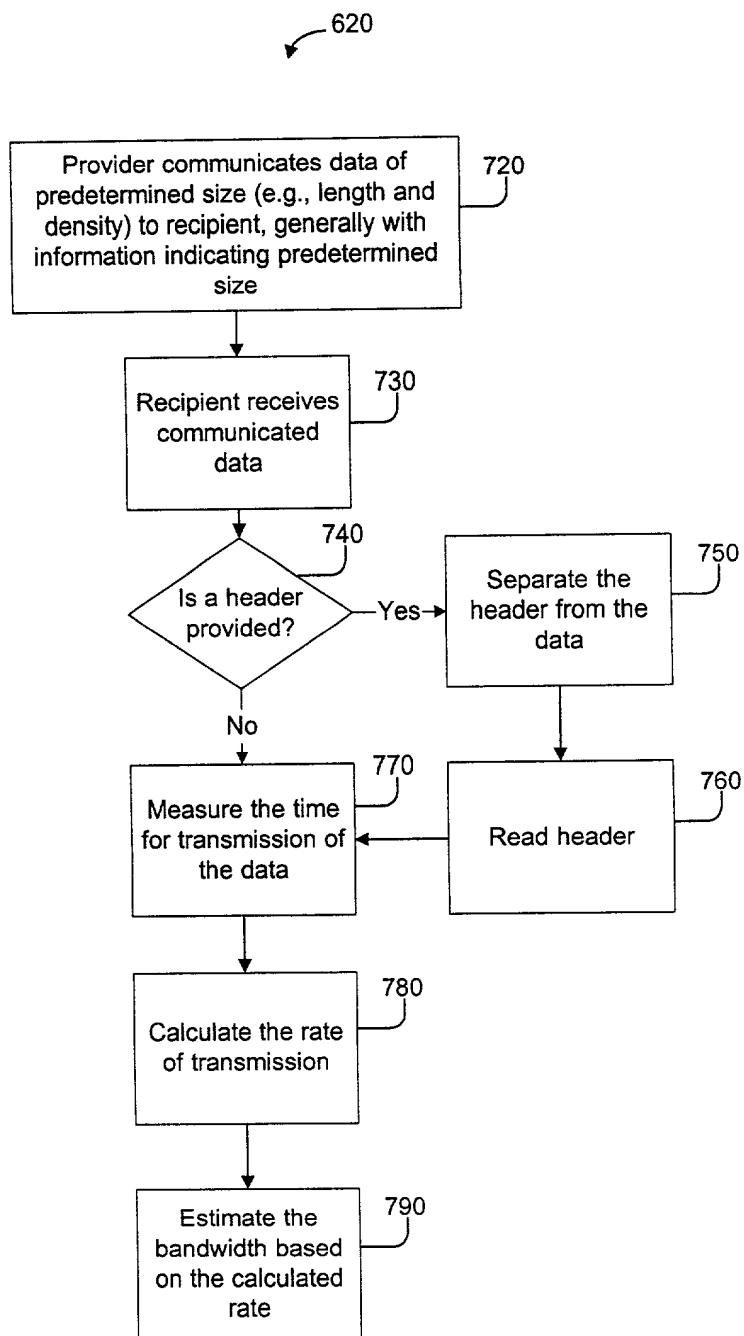 620
Provider communicates data of
predetermined size (e.g., length and
density) to recipient, generally with
information indicating predetermined
size
720
Recipient receives
communicated
data
730
Is a header
provided?
740
Yes
Separate the
header from the
data
750
No
Measure the time
for transmission of
the data
770
Read header
760
Calculate the rate
of transmission
780
Estimate the
bandwidth based
on the calculated
rate
790